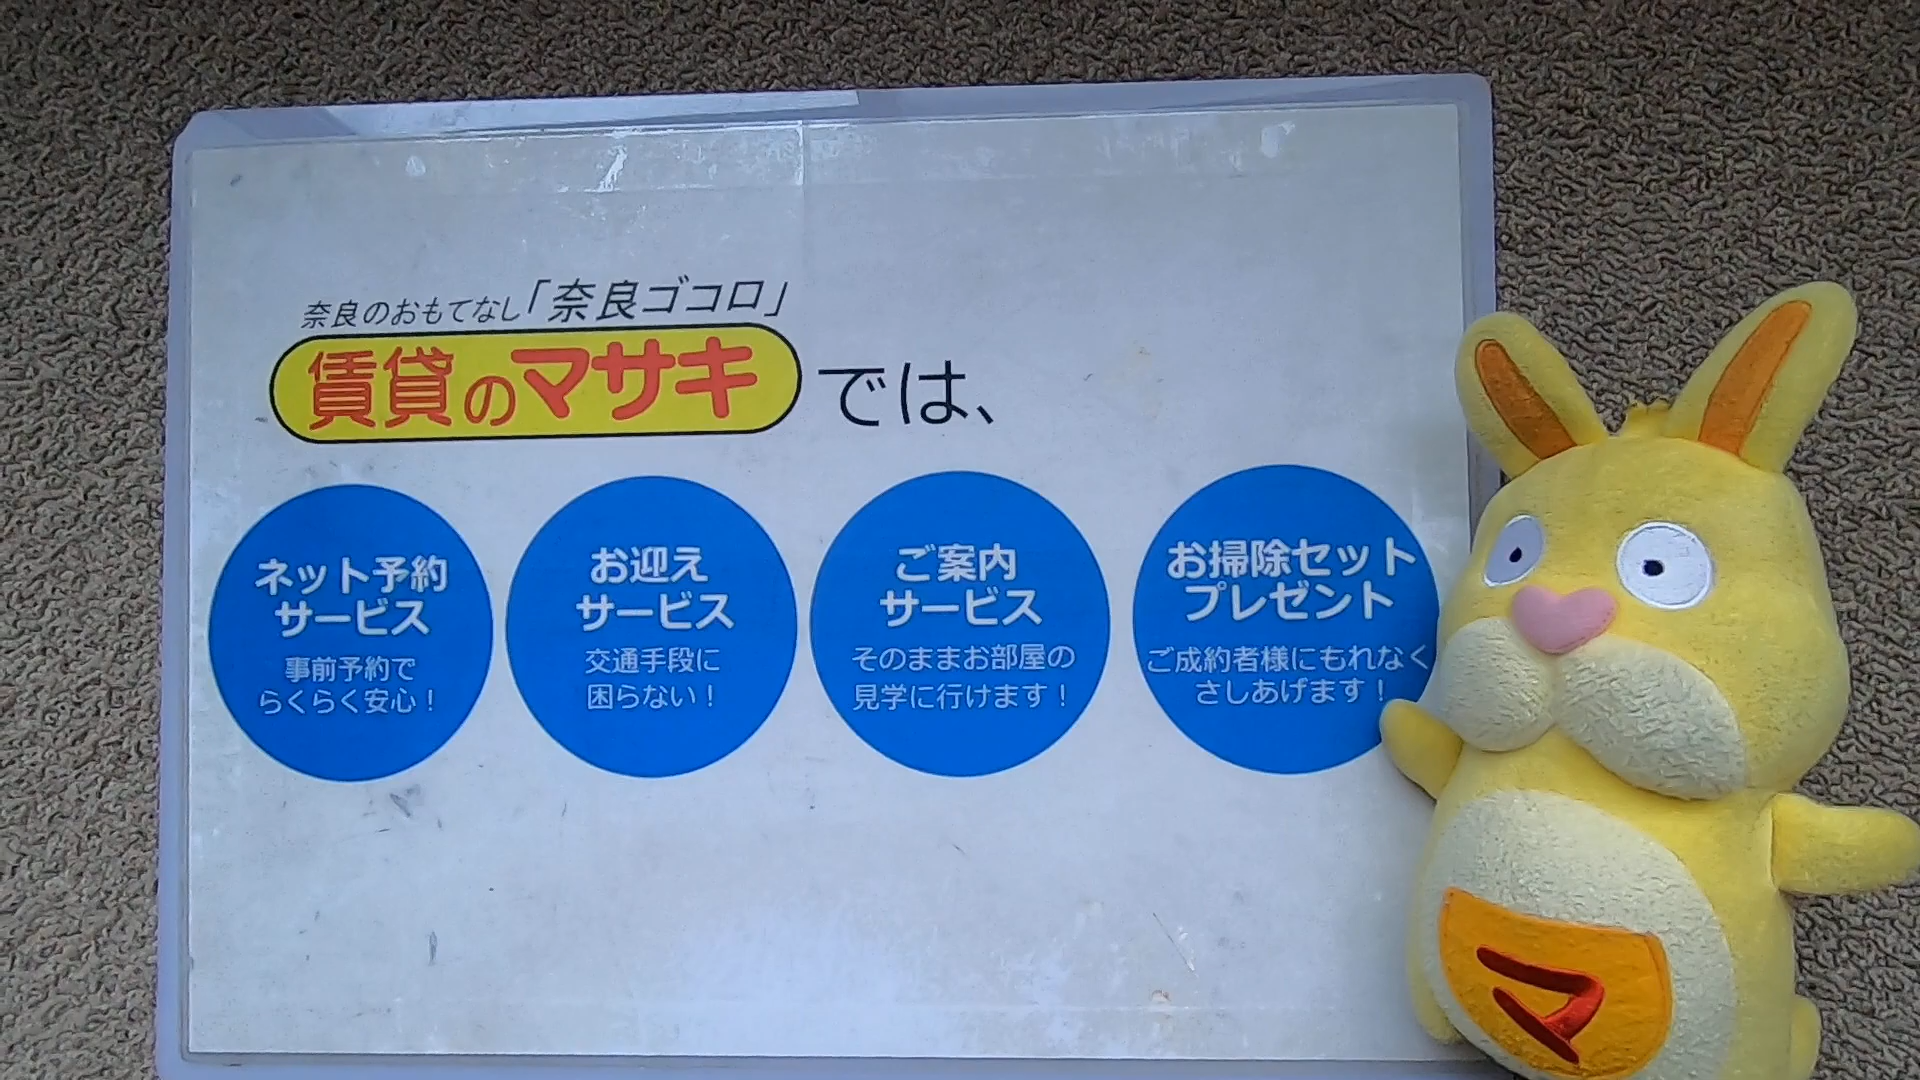 奈良のおもてなし「奈良ゴコロ」
賃貸のマサキでは、
ネット予約
サービス
事前予約で
らくらく安心！
お迎え
サービス
交通手段に
困らない！
ご案内
サービス
そのままお部屋の
見学に行けます！
お掃除セット
プレゼント
ご成約者様にもれなく
さしあげます！
マ